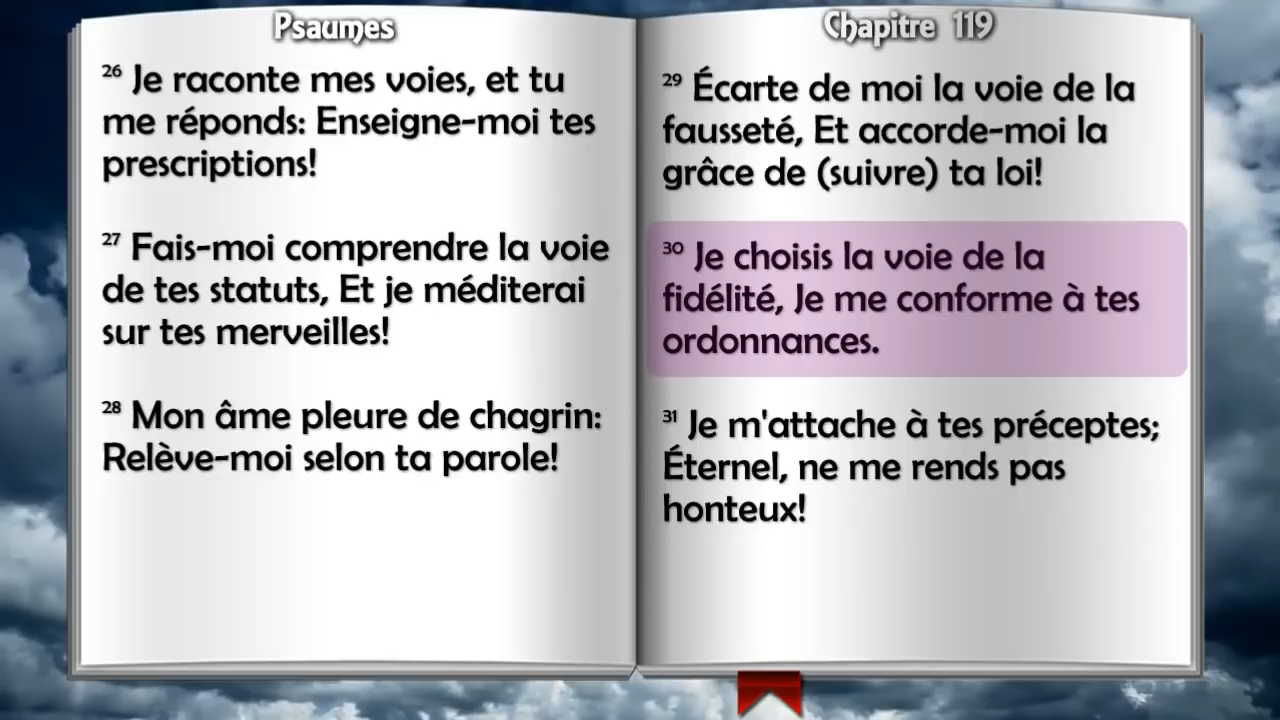 Psaumes
26 Je raconte mes voies, et tu
me réponds: Enseigne-moi tes
prescriptions!
27 Fais-moi comprendre la voie
de tes statuts, Et je méditerai
sur tes merveilles!
28 Mon âme pleure de chagrin:
Relève-moi selon ta parole!
Chapitre 119
29 Écarte de moi la voie de la
fausseté, Et accorde-moi la
grâce de (suivre) ta loi!
30 Je choisis la voie de la
fidélité, Je me conforme à tes
ordonnances.
31 Je m'attache à tes préceptes;
Éternel, ne me rends pas
honteux!